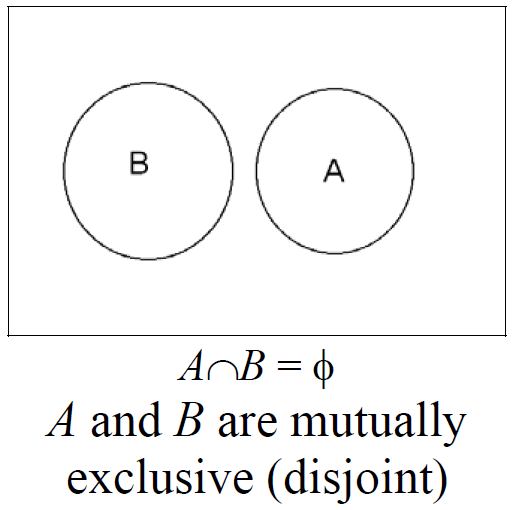 B A
A∩B = ϕ
A and B are mutually
exclusive (disjoint)